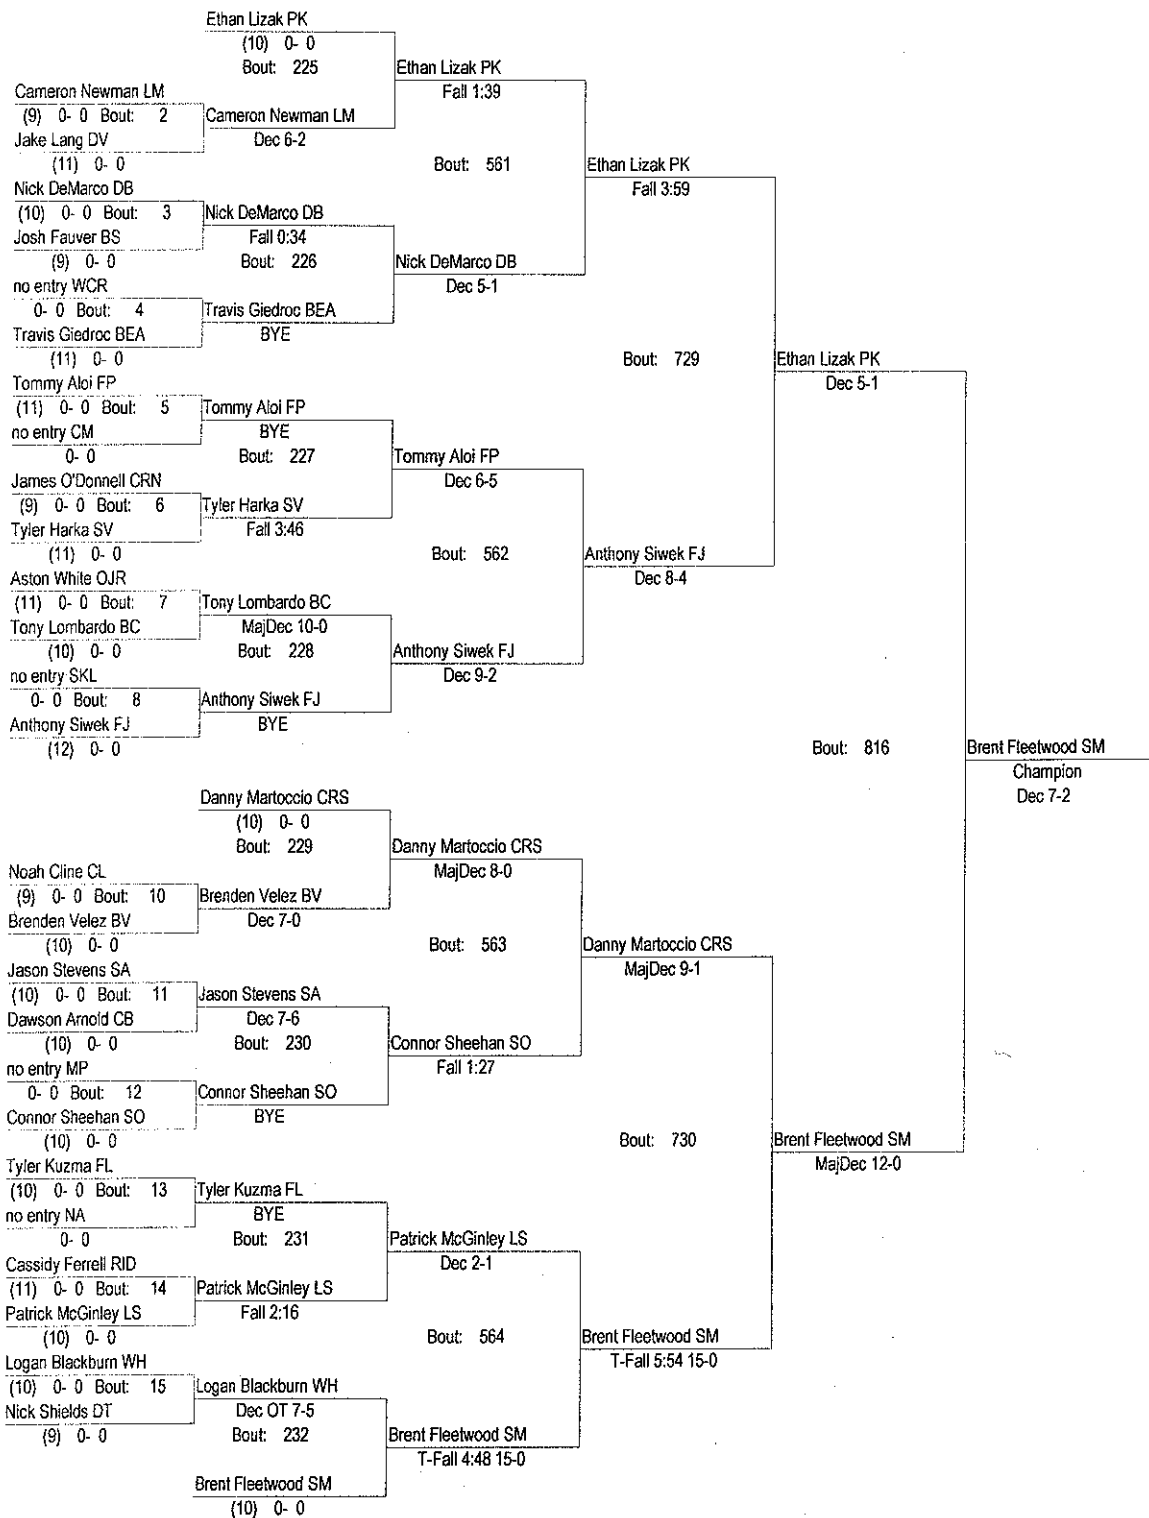 Ethan Lizak PK
(10) 0- 0
Bout: 225
Ethan Lizak PK
Fall 1:39
Cameron Newman LM
(9) 0- 0 Bout: 2
Cameron Newman LM
Jake Lang DV
Dec 6-2
(11) 0- 0
Bout: 561
Ethan Lizak PK
Fall 3:59
Nick DeMarco DB
(10) 0- 0 Bout: 3
Nick DeMarco DB
Josh Fauver BS
Fall 0:34
(9) 0- 0
Bout: 226
Nick DeMarco DB
Dec 5-1
no entry WCR
0- 0 Bout: 4
Travis Giedroc BEA
Travis Giedroc BEA
BYE
(11) 0- 0
Bout: 729
Ethan Lizak PK
Dec 5-1
Tommy Aloi FP
(11) 0- 0 Bout: 5
Tommy Aloi FP
no entry CM
BYE
0- 0
Bout: 227
Tommy Aloi FP
Dec 6-5
James O'Donnell CRN
(9) 0- 0 Bout: 6
Tyler Harka SV
Tyler Harka SV
Fall 3:46
(11) 0- 0
Bout: 562
Anthony Siwek FJ
Dec 8-4
Aston White OJR
(11) 0- 0 Bout: 7
Tony Lombardo BC
Tony Lombardo BC
MajDec 10-0
(10) 0- 0
Bout: 228
Anthony Siwek FJ
Dec 9-2
no entry SKL
0- 0 Bout: 8
Anthony Siwek FJ
Anthony Siwek FJ
BYE
(12) 0- 0
Bout: 816
Brent Fleetwood SM
Champion
Dec 7-2
Danny Martoccio CRS
(10) 0- 0
Bout: 229
Danny Martoccio CRS
MajDec 8-0
Noah Cline CL
(9) 0- 0 Bout: 10
Brenden Velez BV
Brenden Velez BV
Dec 7-0
(10) 0- 0
Bout: 563
Danny Martoccio CRS
MajDec 9-1
Jason Stevens SA
(10) 0- 0 Bout: 11
Jason Stevens SA
Dawson Arnold CB
Dec 7-6
(10) 0- 0
Bout: 230
Connor Sheehan SO
Fall 1:27
no entry MP
0- 0 Bout: 12
Connor Sheehan SO
Connor Sheehan SO
BYE
(10) 0- 0
Bout: 730
Brent Fleetwood SM
MajDec 12-0
Tyler Kuzma FL
(10) 0- 0 Bout: 13
Tyler Kuzma FL
no entry NA
BYE
0- 0
Bout: 231
Patrick McGinley LS
Dec 2-1
Cassidy Ferrell RID
(11) 0- 0 Bout: 14
Patrick McGinley LS
Patrick McGinley LS
Fall 2:16
(10) 0- 0
Bout: 564
Brent Fleetwood SM
T-Fall 5:54 15-0
Logan Blackburn WH
(10) 0- 0 Bout: 15
Logan Blackburn WH
Nick Shields DT
Dec OT 7-5
(9) 0- 0
Bout: 232
Brent Fleetwood SM
T-Fall 4:48 15-0
Brent Fleetwood SM
(10) 0- 0